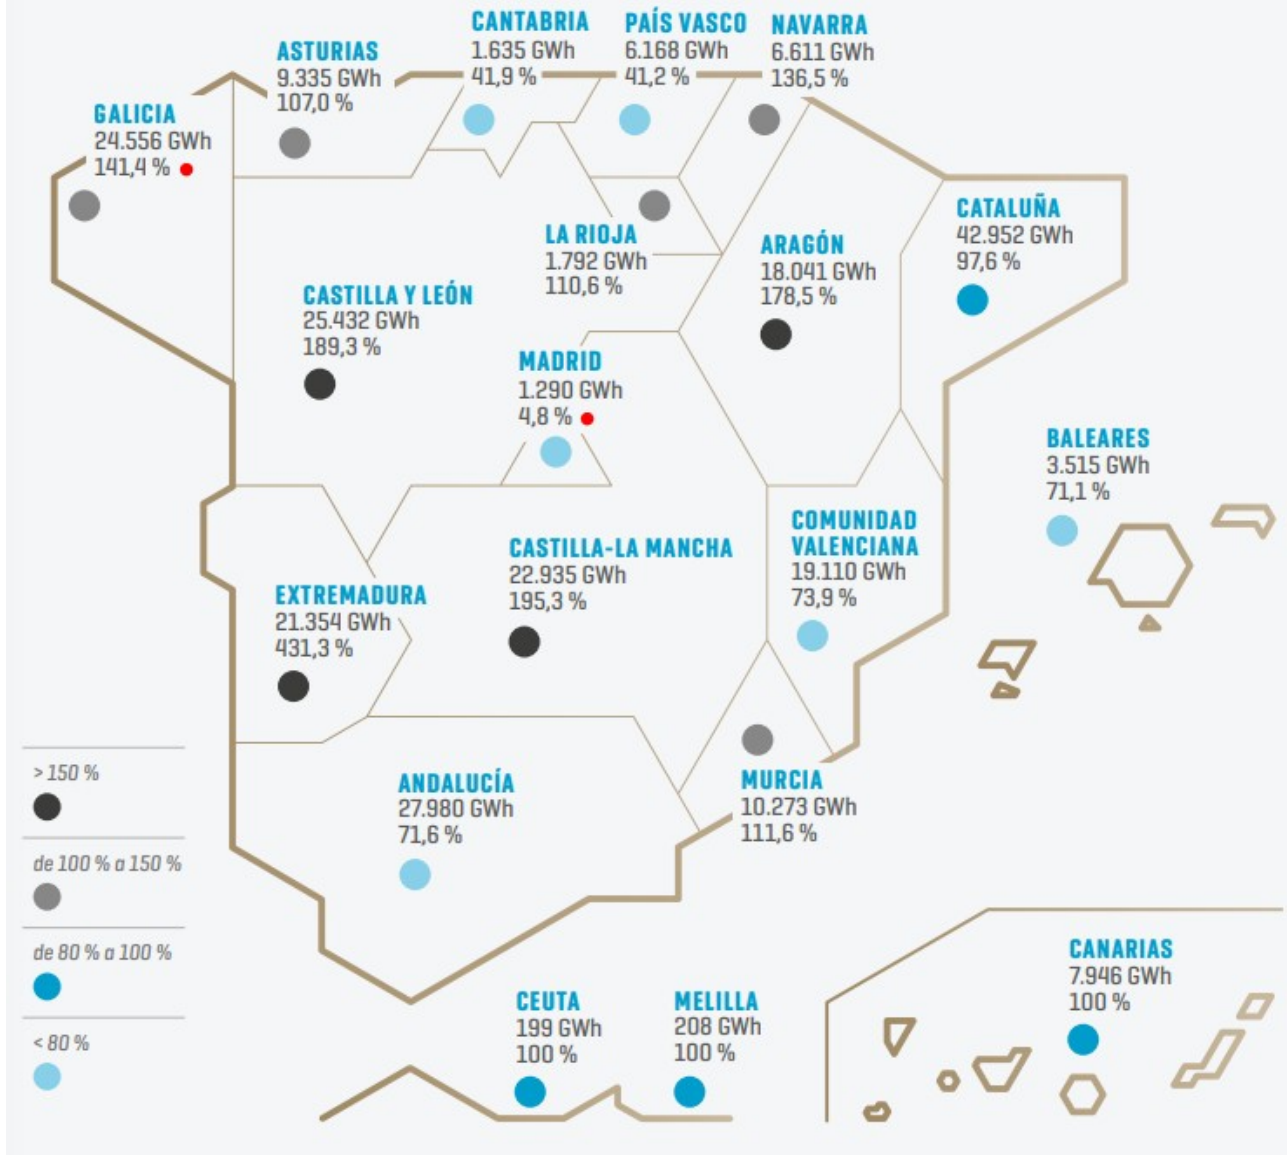 CANTABRIA
1.635 GWh
41,9 %
PAÍS VASCO
6.168 GWh
41,2 %
NAVARRA
6.611 GWh
136,5 %
ASTURIAS
9.335 GWh
107,0 %
GALICIA
24.556 GWh
141,4 %
CATALUÑA
42.952 GWh
97,6 %
LA RIOJA
1.792 GWh
110,6 %
ARAGÓN
18.041 GWh
178,5 %
CASTILLA Y LEÓN
25.432 GWh
189,3 %
MADRID
1.290 GWh
4,8 %
BALEARES
3.515 GWh
71,1 %
COMUNIDAD
VALENCIANA
19.110 GWh
73,9 %
CASTILLA-LA MANCHA
22.935 GWh
195,3 %
EXTREMADURA
21.354 GWh
431,3 %
MURCIA
10.273 GWh
111,6 %
ANDALUCÍA
27.980 GWh
71,6 %
> 150 %
de 100 % a 150 %
de 80 % a 100 %
< 80 %
CEUTA
199 GWh
100 %
MELILLA
208 GWh
100 %
CANARIAS
7.946 GWh
100 %